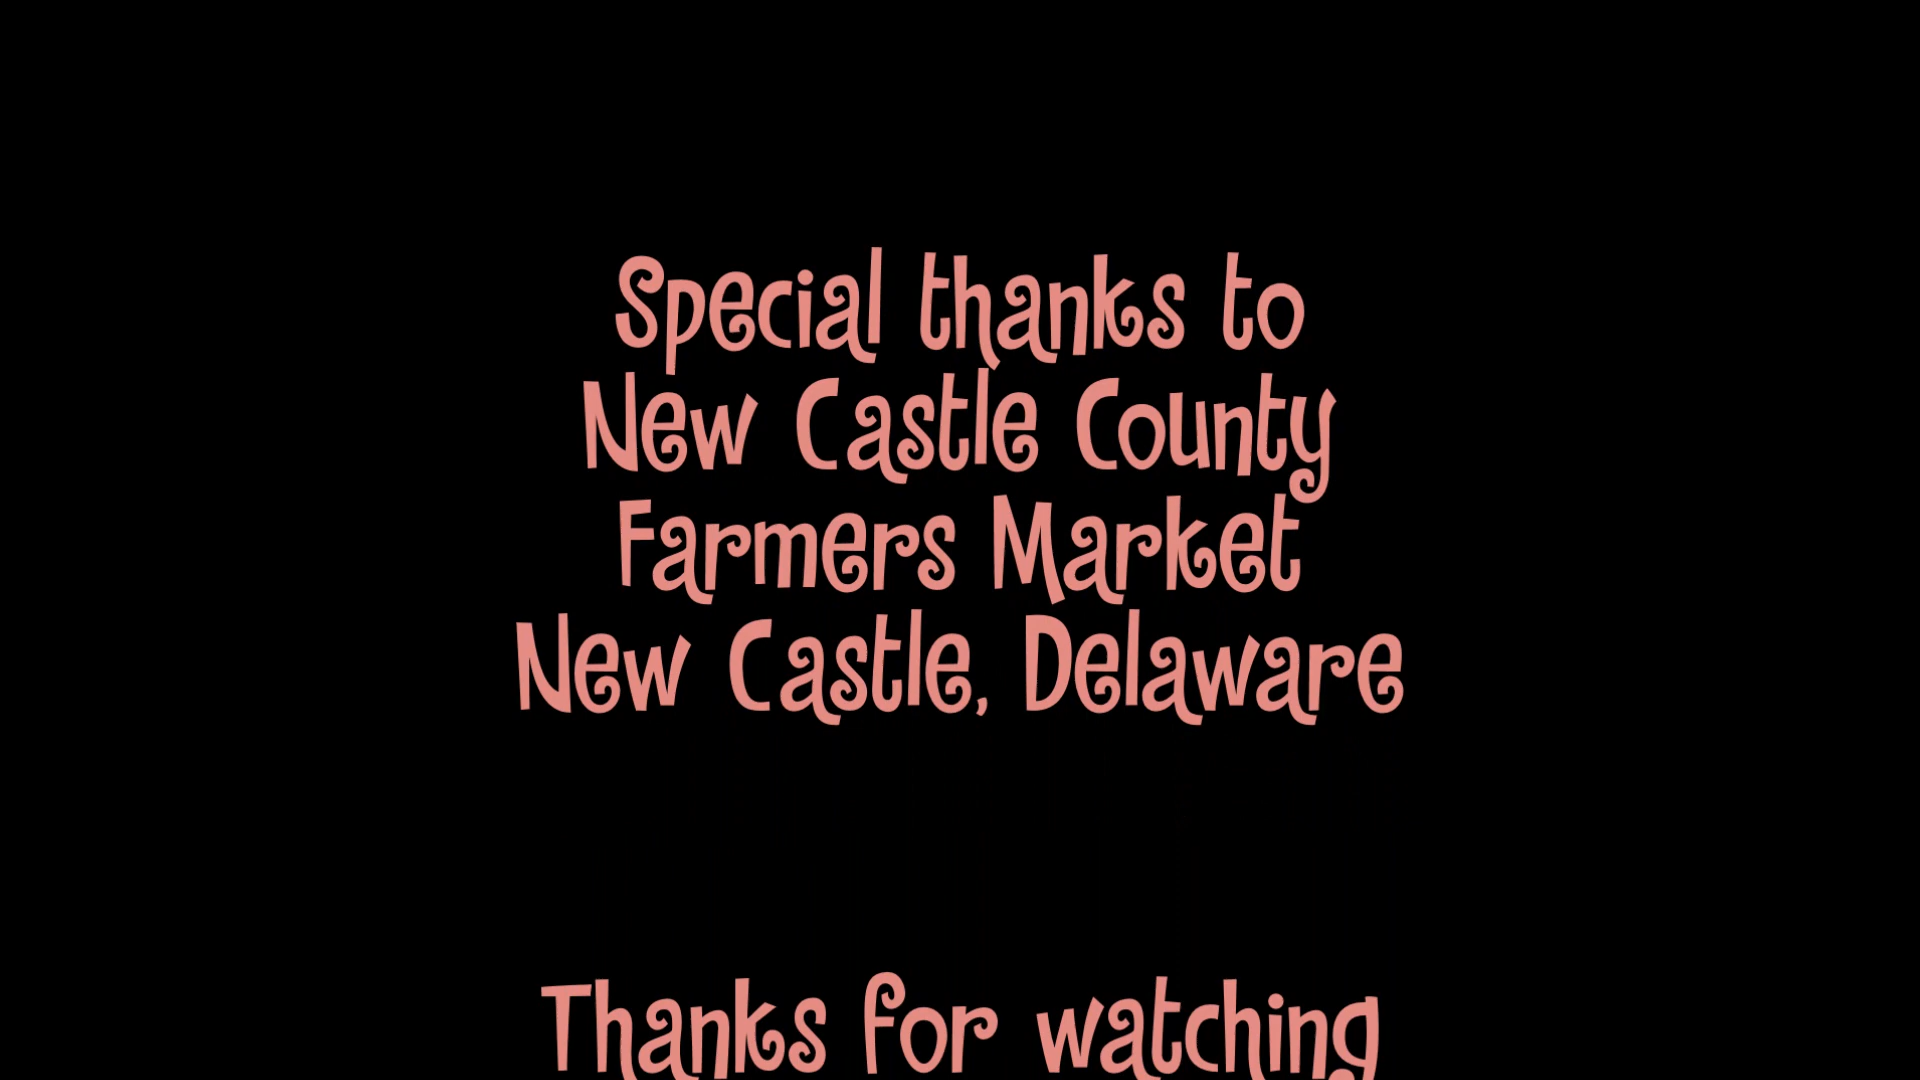 Special thanks to
New Castle County
Farmers Market
New Castle, Delaware
Thanks for watching